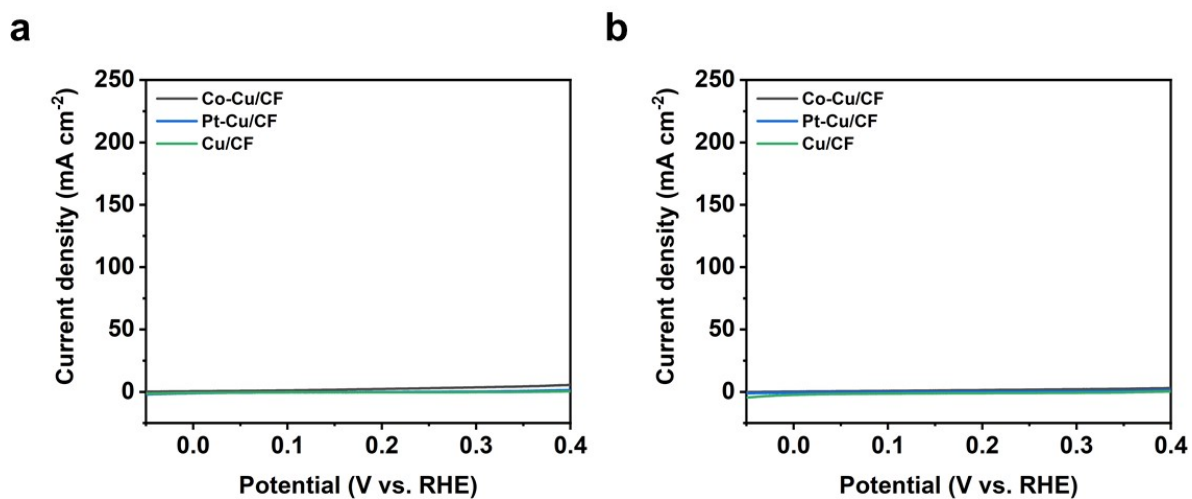 a
250
200
150
100
50
0
Current density (mA cm⁻²)
Co-Cu/CF
Pt-Cu/CF
Cu/CF
0.0 0.1 0.2 0.3 0.4
Potential (V vs. RHE)
b
250
200
150
100
50
0
Current density (mA cm⁻²)
Co-Cu/CF
Pt-Cu/CF
Cu/CF
0.0 0.1 0.2 0.3 0.4
Potential (V vs. RHE)